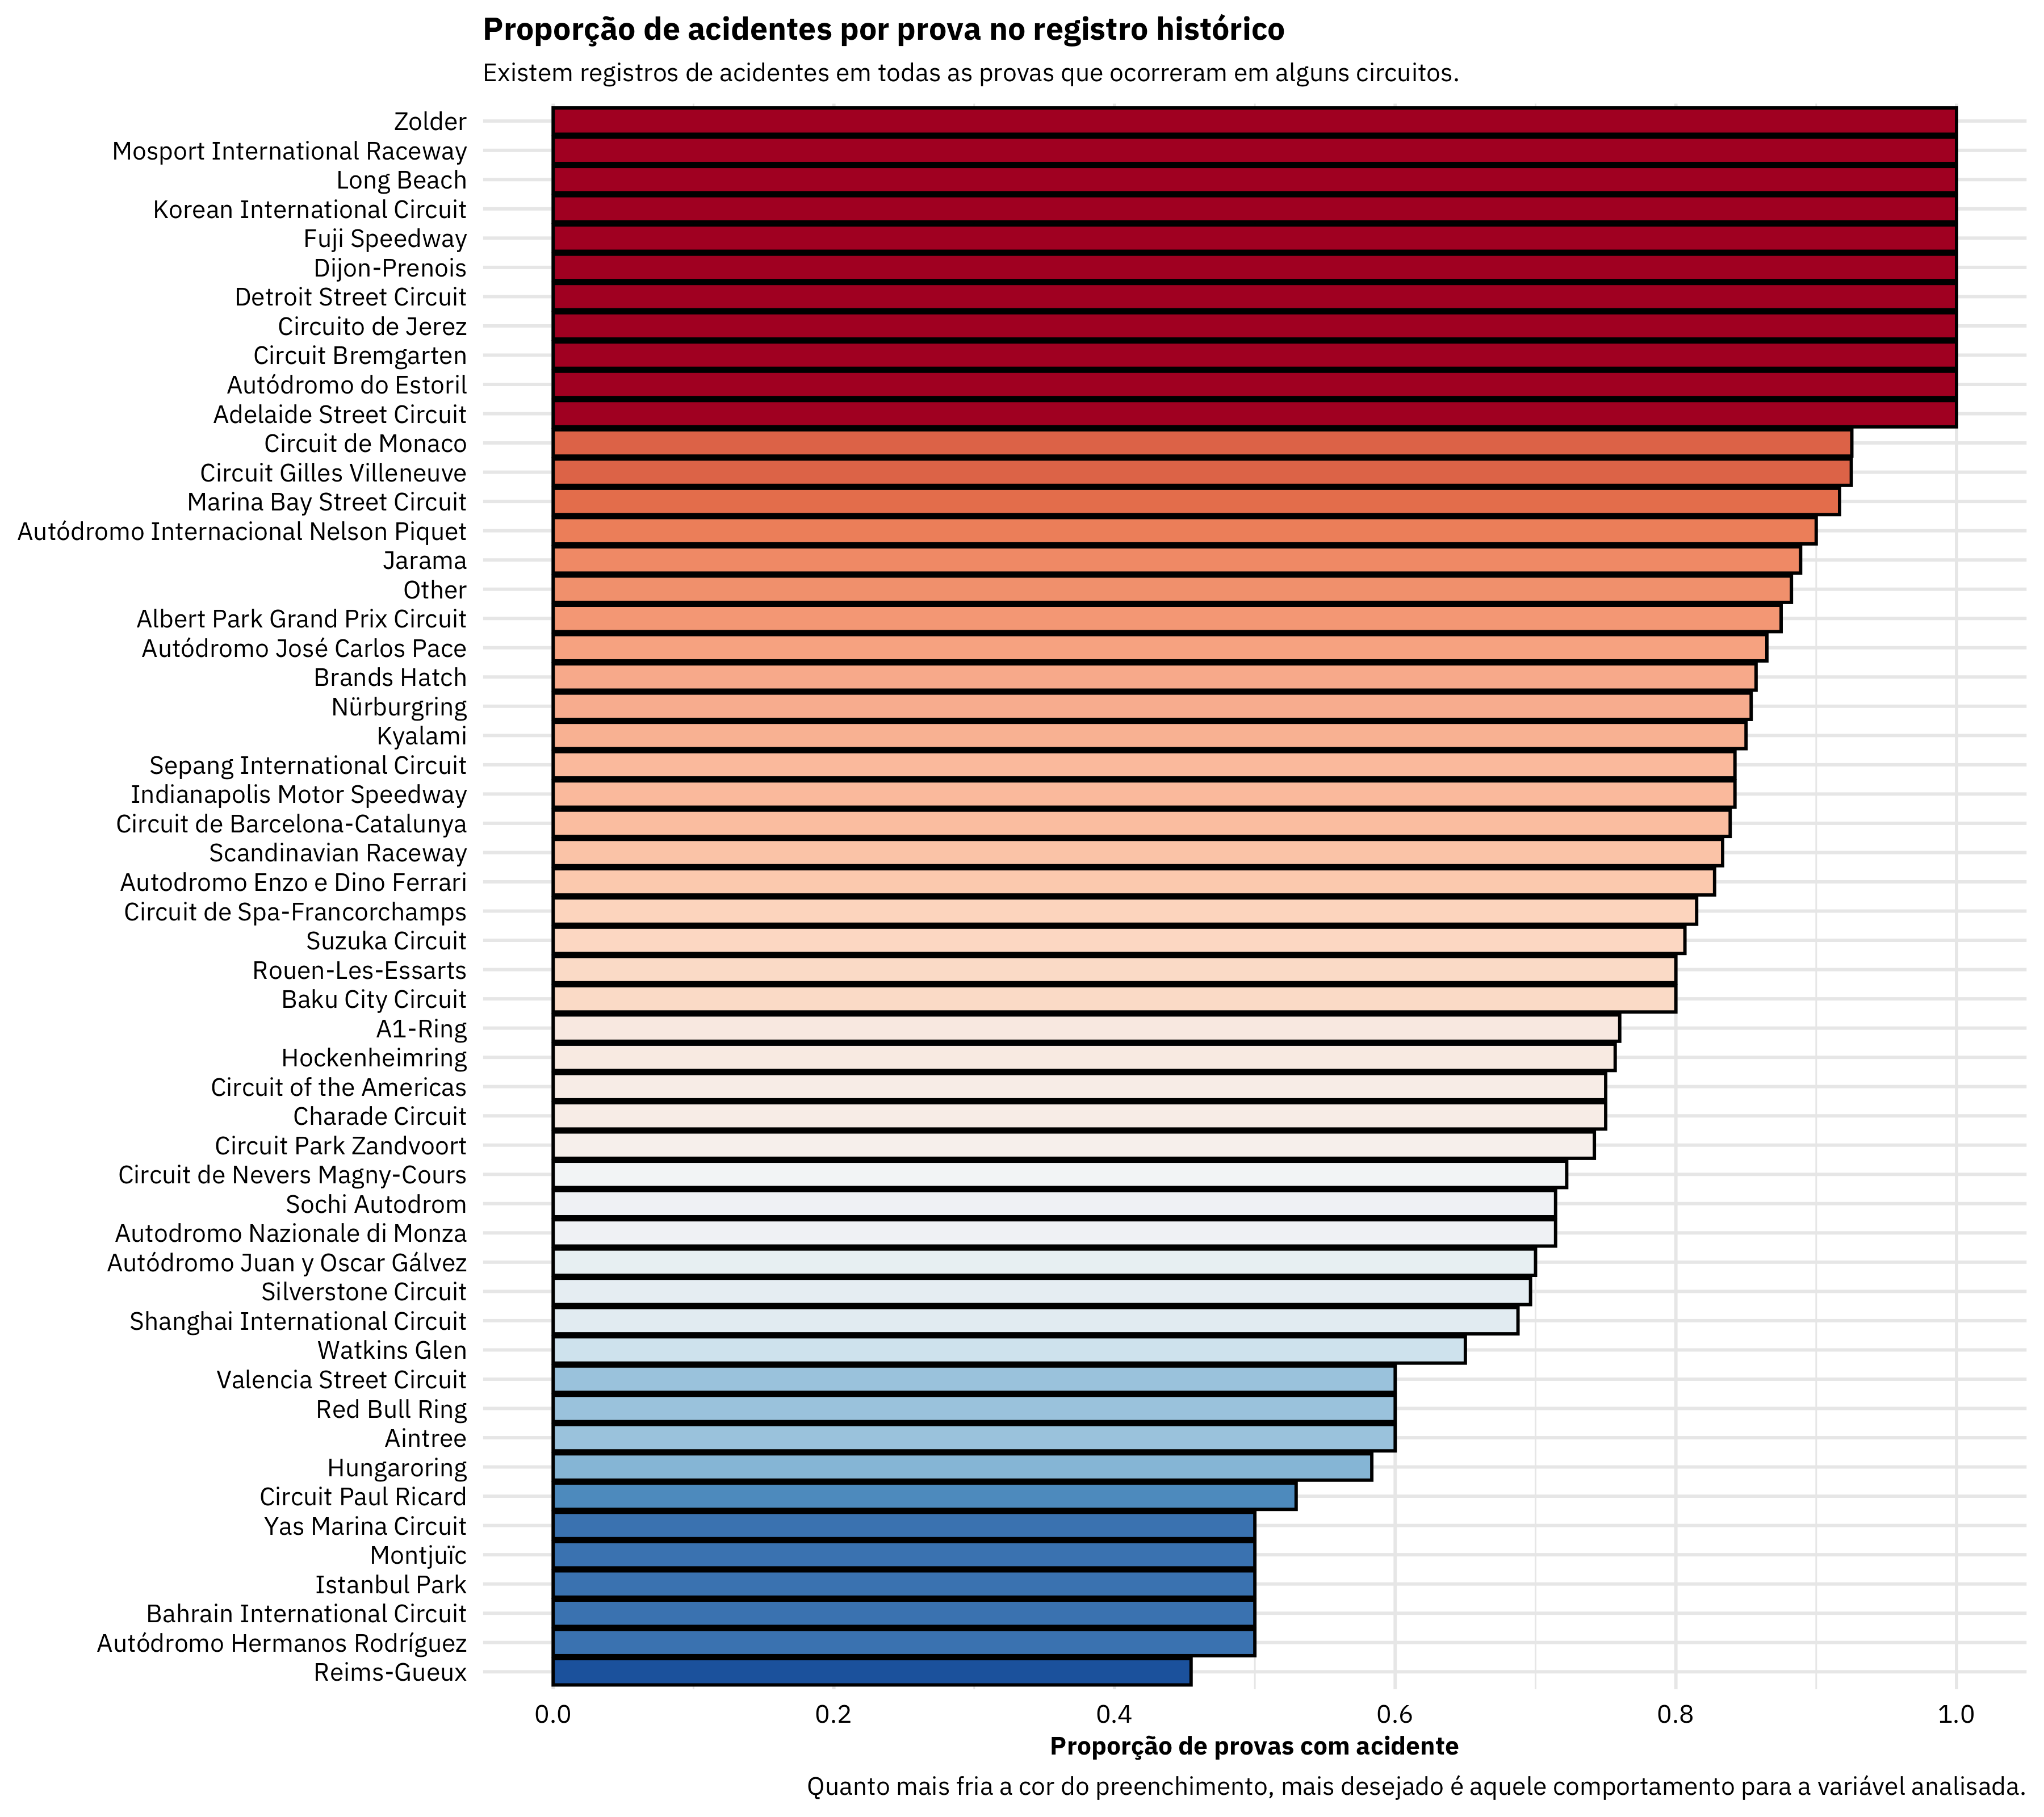 Proporção de acidentes por prova no registro histórico
Existem registros de acidentes em todas as provas que ocorreram em alguns circuitos.
Zolder
Mosport International Raceway
Long Beach
Korean International Circuit
Fuji Speedway
Dijon-Prenois
Detroit Street Circuit
Circuito de Jerez
Circuit Bremgarten
Autódromo do Estoril
Adelaide Street Circuit
Circuit de Monaco
Circuit Gilles Villeneuve
Marina Bay Street Circuit
Autódromo Internacional Nelson Piquet
Jarama
Other
Albert Park Grand Prix Circuit
Autódromo José Carlos Pace
Brands Hatch
Nürburgring
Kyalami
Sepang International Circuit
Indianapolis Motor Speedway
Circuit de Barcelona-Catalunya
Scandinavian Raceway
Autodromo Enzo e Dino Ferrari
Circuit de Spa-Francorchamps
Suzuka Circuit
Rouen-Les-Essarts
Baku City Circuit
A1-Ring
Hockenheimring
Circuit of the Americas
Charade Circuit
Circuit Park Zandvoort
Circuit de Nevers Magny-Cours
Sochi Autodrom
Autodromo Nazionale di Monza
Autódromo Juan y Oscar Gálvez
Silverstone Circuit
Shanghai International Circuit
Watkins Glen
Valencia Street Circuit
Red Bull Ring
Aintree
Hungaroring
Circuit Paul Ricard
Yas Marina Circuit
Montjuïc
Istanbul Park
Bahrain International Circuit
Autódromo Hermanos Rodríguez
Reims-Gueux
0.0 0.2 0.4 0.6 0.8 1.0
Proporção de provas com acidente
Quanto mais fria a cor do preenchimento, mais desejado é aquele comportamento para a variável analisada.